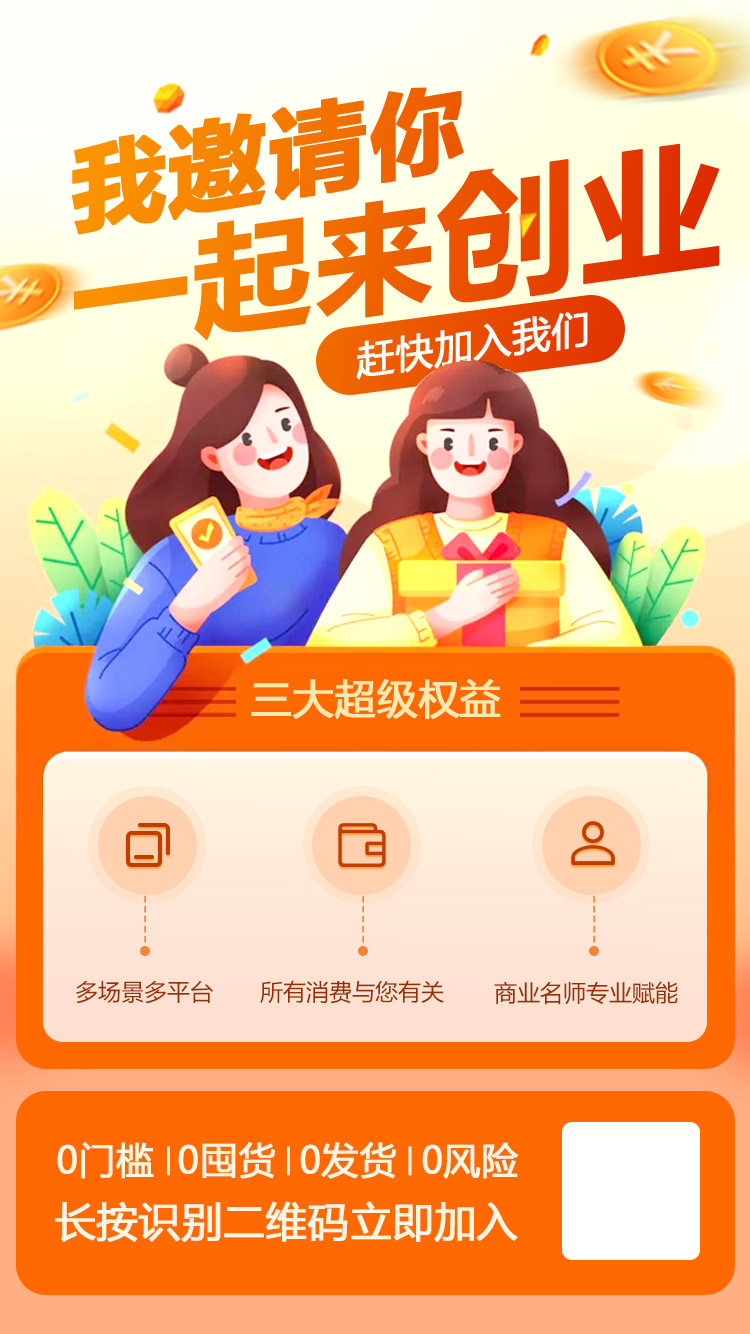 我邀请你
一起来创业
赶快加入我们
三大超级权益
多场景多平台
所有消费与您有关
商业名师专业赋能
0门槛|0囤货|0发货|0风险
长按识别二维码立即加入